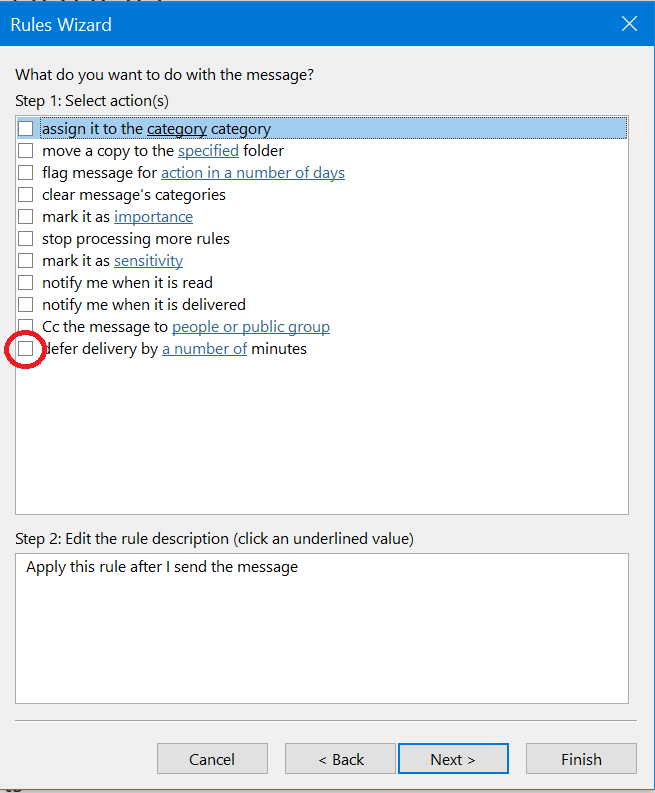 Rules Wizard
What do you want to do with the message?
Step 1: Select action(s)
assign it to the category category
move a copy to the specified folder
flag message for action in a number of days
clear message's categories
mark it as importance
stop processing more rules
mark it as sensitivity
notify me when it is read
notify me when it is delivered
Cc the message to people or public group
defer delivery by a number of minutes
Step 2: Edit the rule description (click an underlined value)
Apply this rule after I send the message
Cancel
< Back
Next >
Finish